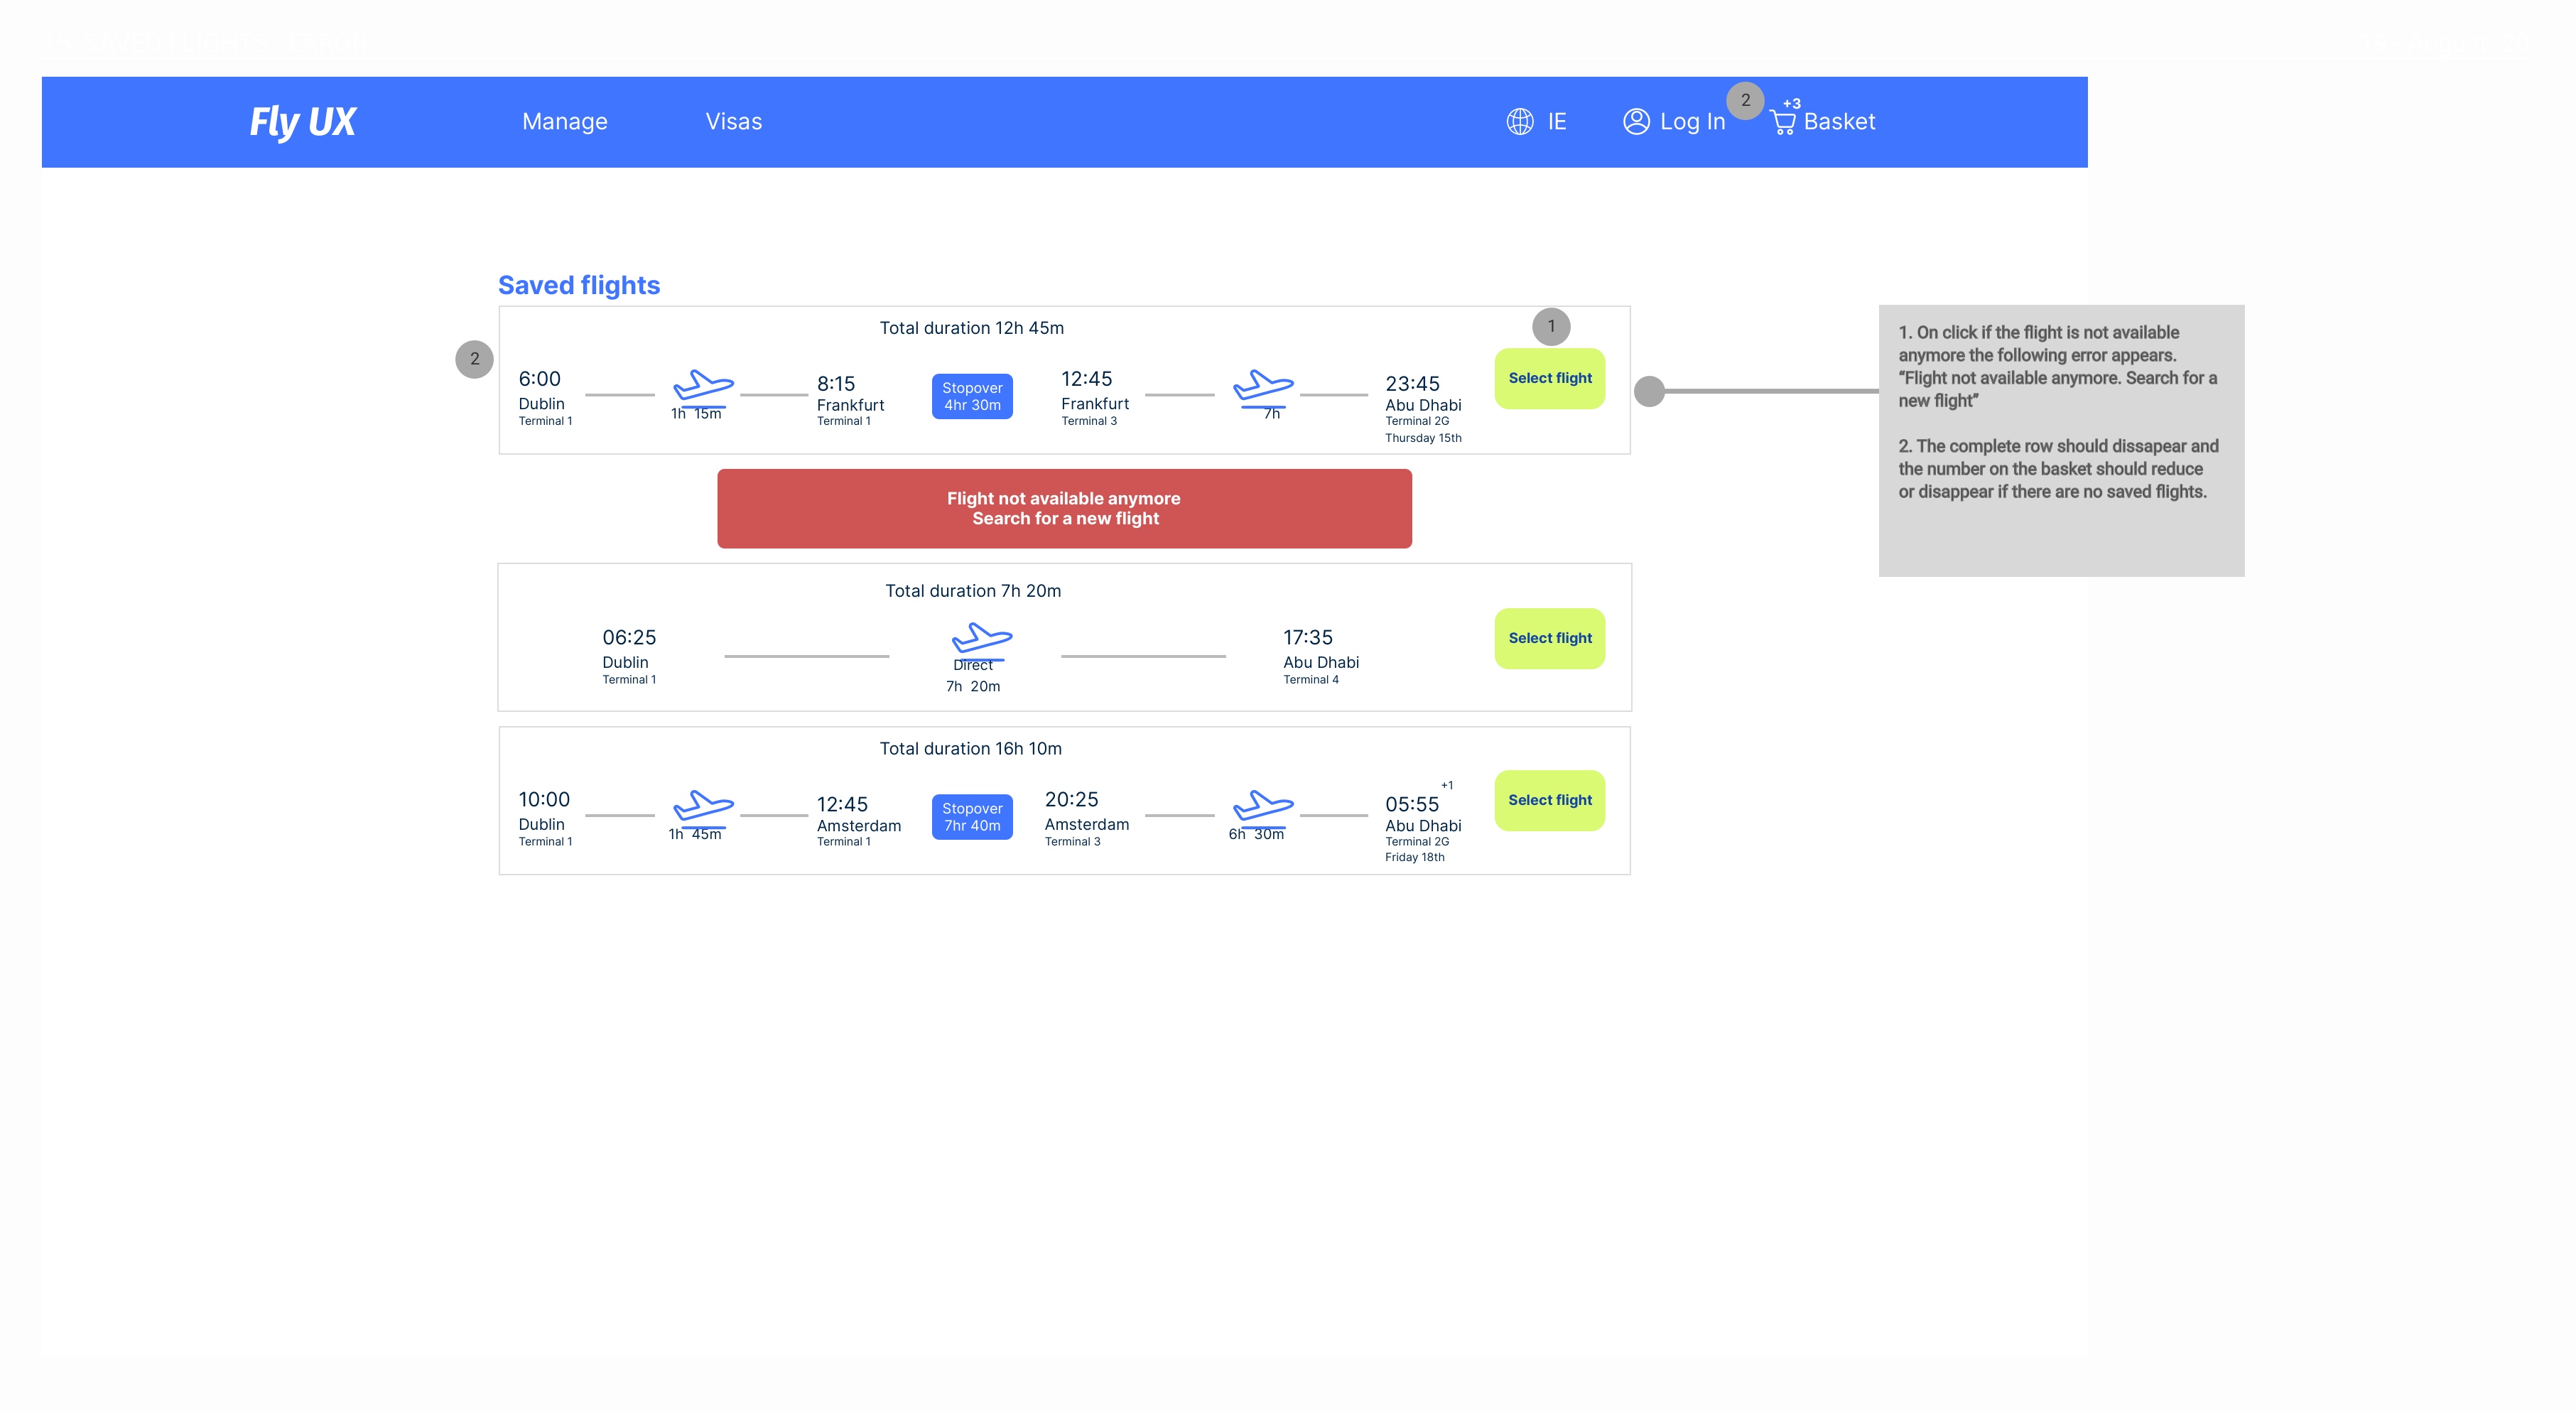 Fly UX
Manage
Visas
IE
Log In
2
+3
Basket
Saved flights
Total duration 12h 45m
1
2
6:00
Dublin
Terminal 1
1h 15m
8:15
Frankfurt
Terminal 1
Stopover
4hr 30m
12:45
Frankfurt
Terminal 3
7h
23:45
Abu Dhabi
Terminal 2G
Thursday 15th
Select flight
Flight not available anymore
Search for a new flight
Total duration 7h 20m
06:25
Dublin
Terminal 1
Direct
7h 20m
17:35
Abu Dhabi
Terminal 4
Select flight
Total duration 16h 10m
10:00
Dublin
Terminal 1
1h 45m
12:45
Amsterdam
Terminal 1
Stopover
7hr 40m
20:25
Amsterdam
Terminal 3
6h 30m
+1
05:55
Abu Dhabi
Terminal 2G
Friday 18th
Select flight
1. On click if the flight is not available
anymore the following error appears.
“Flight not available anymore. Search for a
new flight”
2. The complete row should dissapear and
the number on the basket should reduce
or disappear if there are no saved flights.